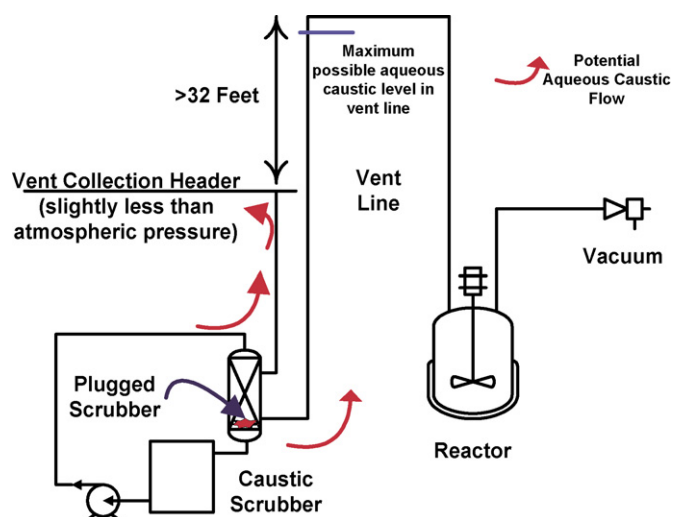 Maximum
possible aqueous
caustic level in
vent line
Potential
Aqueous Caustic
Flow
>32 Feet
Vent Collection Header
(slightly less than
atmospheric pressure)
Vent
Line
Vacuum
Plugged
Scrubber
Reactor
Caustic
Scrubber